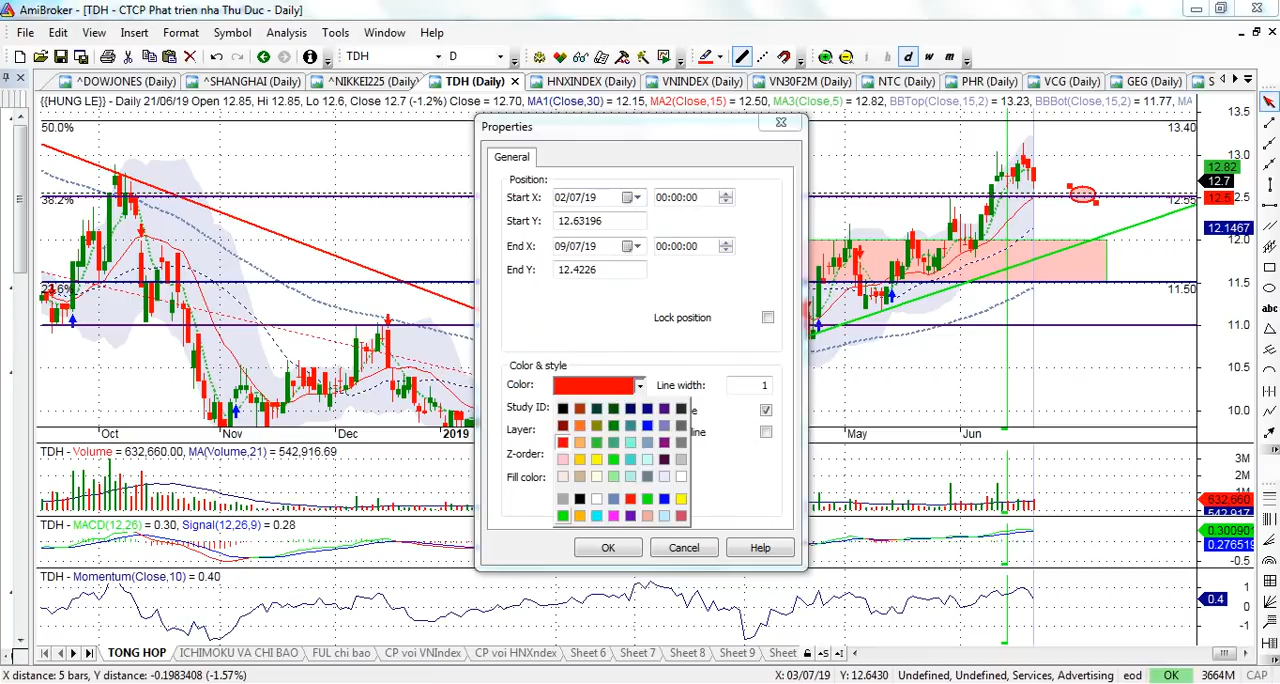 AmiBroker - [TDH - CTCP Phat trien nha Thu Duc - Daily]
File Edit View Insert Format Symbol Analysis Tools Window Help
TDH D i h d w m
^DOWJONES (Daily) ^SHANGHAI (Daily) ^NIKKEI225 (Daily) TDH (Daily) HNXINDEX (Daily) VNINDEX (Daily) VN30F2M (Daily) NTC (Daily) PHR (Daily) VCG (Daily) GEG (Daily) S
{{HUNG LE}} - Daily 21/06/19 Open 12.85, Hi 12.85, Lo 12.6, Close 12.7 (-1.2%) Close = 12.70, MA1(Close,30) = 12.15, MA2(Close,15) = 12.50, MA3(Close,5) = 12.82, BBTop(Close,15,2) = 13.23, BBBot(Close,15,2) = 11.77, MA
50.0%
38.2%
23.6%
13.40
12.55
11.50
13.5
13.0
12.82
12.7
12.5
12.1467
12.0
11.5
11.0
10.5
10.0
Oct Nov Dec 2019 May Jun
Properties
General
Position:
Start X: 02/07/19 00:00:00
Start Y: 12.63196
End X: 09/07/19 00:00:00
End Y: 12.4226
Lock position
Color & style
Color: Line width: 1
Study ID:
Layer:
Z-order:
Fill color:
OK Cancel Help
TDH - Volume = 632,660.00, MA(Volume,21) = 542,916.69
3M
2M
1M
632,660
542,917
TDH - MACD(12,26) = 0.30, Signal(12,26,9) = 0.28
0.30090
0.276519
-0.5
TDH - Momentum(Close,10) = 0.40
1
0.4
0
-1
TONG HOP ICHIMOKU VA CHI BAO FUL chi bao CP voi VNIndex CP voi HNXndex Sheet 6 Sheet 7 Sheet 8 Sheet 9 Sheet
X distance: 5 bars, Y distance: -0.1983408 (-1.57%) X: 03/07/19 Y: 12.6430 Undefined, Undefined, Services, Advertising eod OK 3664M CAP
abc